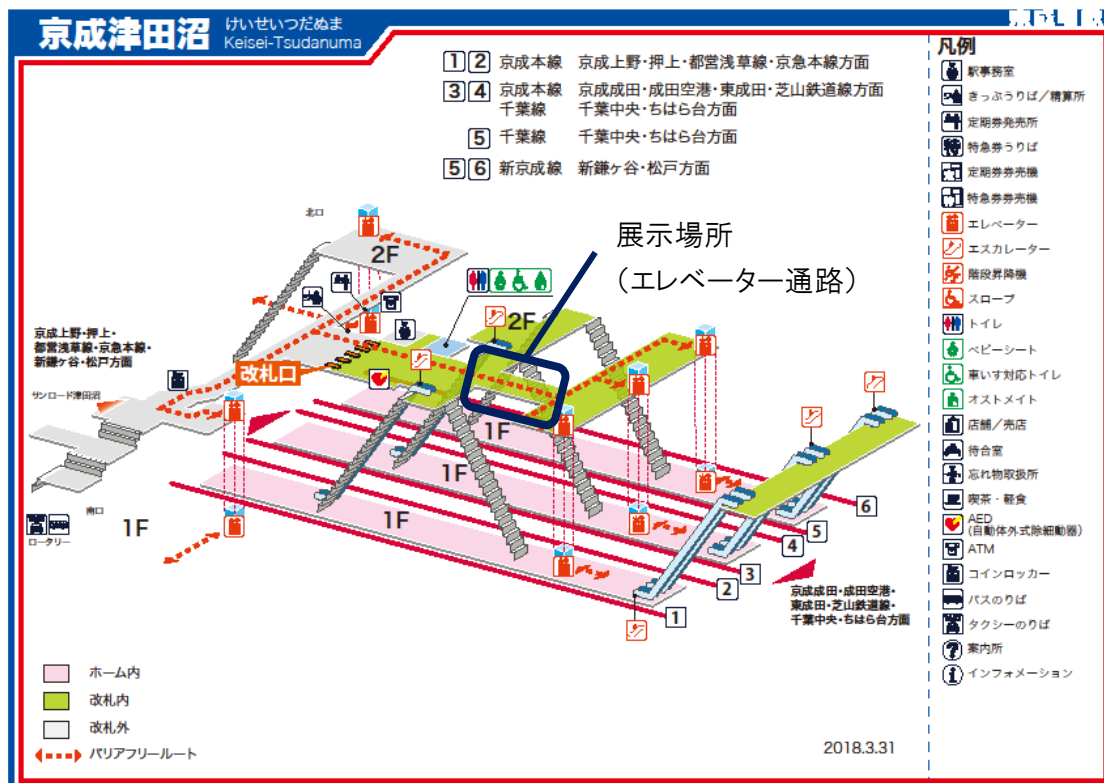 京成津田沼
けいせいつだぬま
Keisei-Tsudanuma
1 2 京成本線 京成上野・押上・都営浅草線・京急本線方面
3 4 京成本線 京成成田・成田空港・東成田・芝山鉄道線方面
千葉線 千葉中央・ちはら台方面
5 千葉線 千葉中央・ちはら台方面
5 6 新京成線 新鎌ヶ谷・松戸方面
展示場所
(エレベーター通路)
北口
2F
2F
京成上野・押上・
都営浅草線・京急本線・
新鎌ヶ谷・松戸方面
改札口
サンロード津田沼
南口
ロータリー
1F
1F
1F
1F
6
5
4
3
2
1
京成成田・成田空港・
東成田・芝山鉄道線・
千葉中央・ちはら台方面
ホーム内
改札内
改札外
バリアフリールート
2018.3.31
凡例
駅事務室
きっぷうりば/精算所
定期券発売所
特急券うりば
定期券券売機
特急券券売機
エレベーター
エスカレーター
階段昇降機
スロープ
トイレ
ベビーシート
車いす対応トイレ
オストメイト
店舗/売店
待合室
忘れ物取扱所
喫茶・軽食
AED
(自動体外式除細動器)
ATM
コインロッカー
バスのりば
タクシーのりば
案内所
インフォメーション